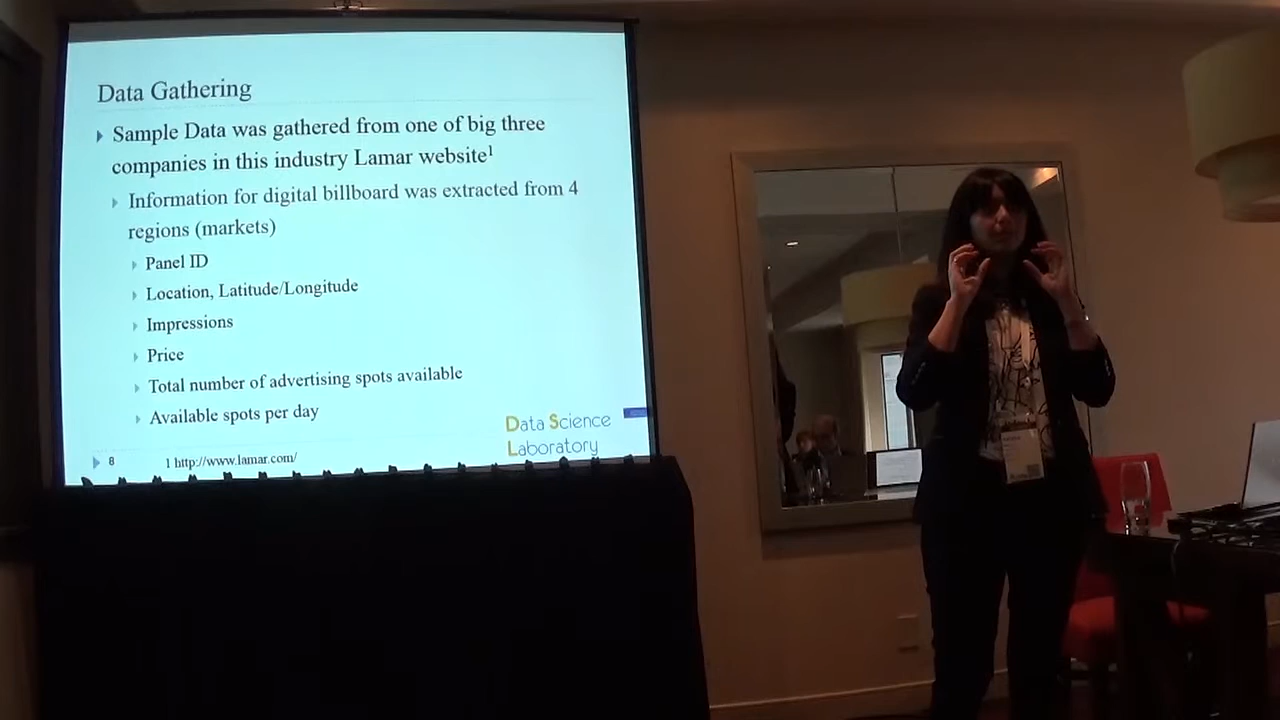 Data Gathering
Sample Data was gathered from one of big three
companies in this industry Lamar website1
Information for digital billboard was extracted from 4
regions (markets)
Panel ID
Location, Latitude/Longitude
Impressions
Price
Total number of advertising spots available
Available spots per day
8
1 http://www.lamar.com/
Data Science
Laboratory